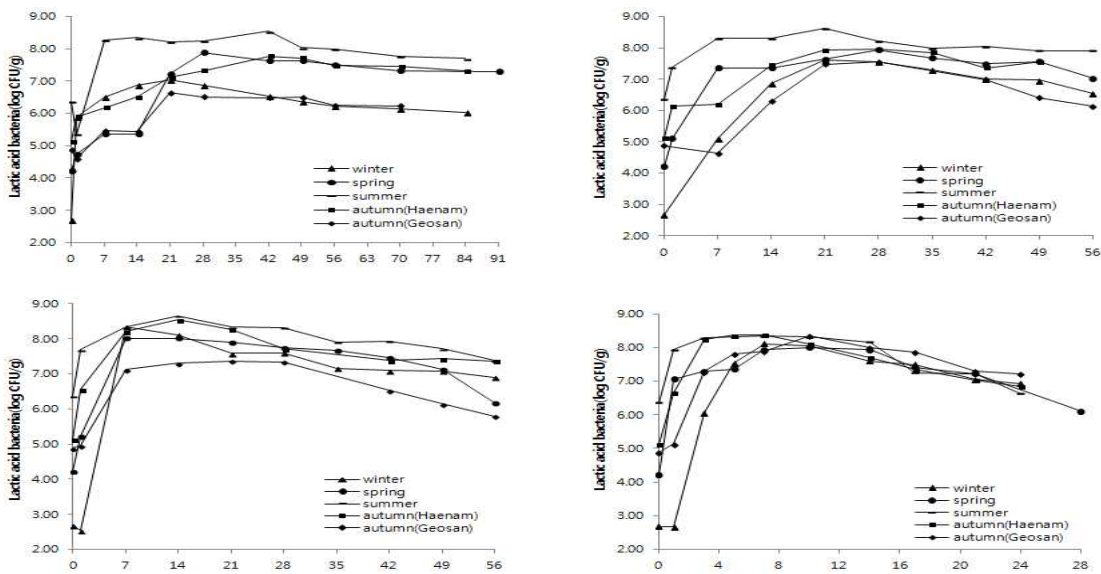 Lactic acid bacteria(log CFU/g)
9.00
8.00
7.00
6.00
5.00
4.00
3.00
2.00
winter
spring
summer
autumn(Haenam)
autumn(Geosan)
0 7 14 21 28 35 42 49 56 63 70 77 84 91
Lactic acid bacteria(log CFU/g)
9.00
8.00
7.00
6.00
5.00
4.00
3.00
2.00
winter
spring
summer
autumn(Haenam)
autumn(Geosan)
0 7 14 21 28 35 42 49 56
Lactic acid bacteria(log CFU/g)
9.00
8.00
7.00
6.00
5.00
4.00
3.00
2.00
winter
spring
summer
autumn(Haenam)
autumn(Geosan)
0 7 14 21 28 35 42 49 56
Lactic acid bacteria(log CFU/g)
9.00
8.00
7.00
6.00
5.00
4.00
3.00
2.00
winter
spring
summer
autumn(Haenam)
autumn(Geosan)
0 4 8 12 16 20 24 28